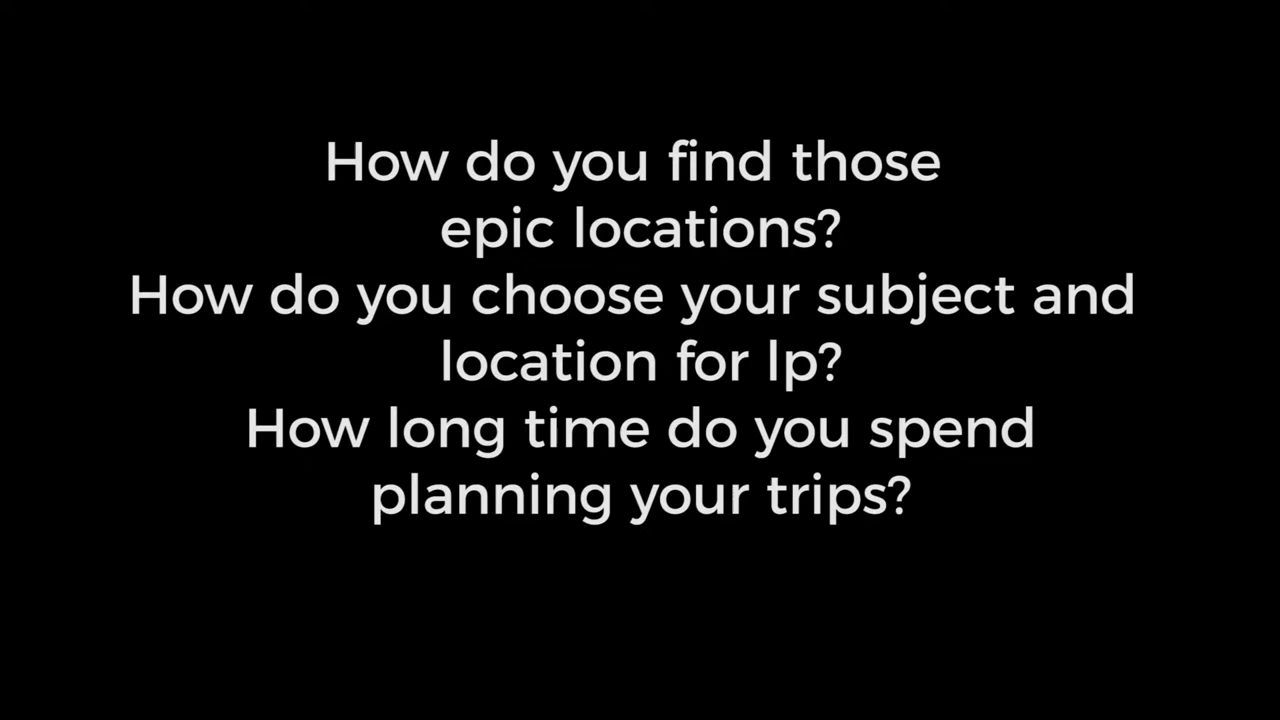 How do you find those
epic locations?
How do you choose your subject and
location for lp?
How long time do you spend
planning your trips?